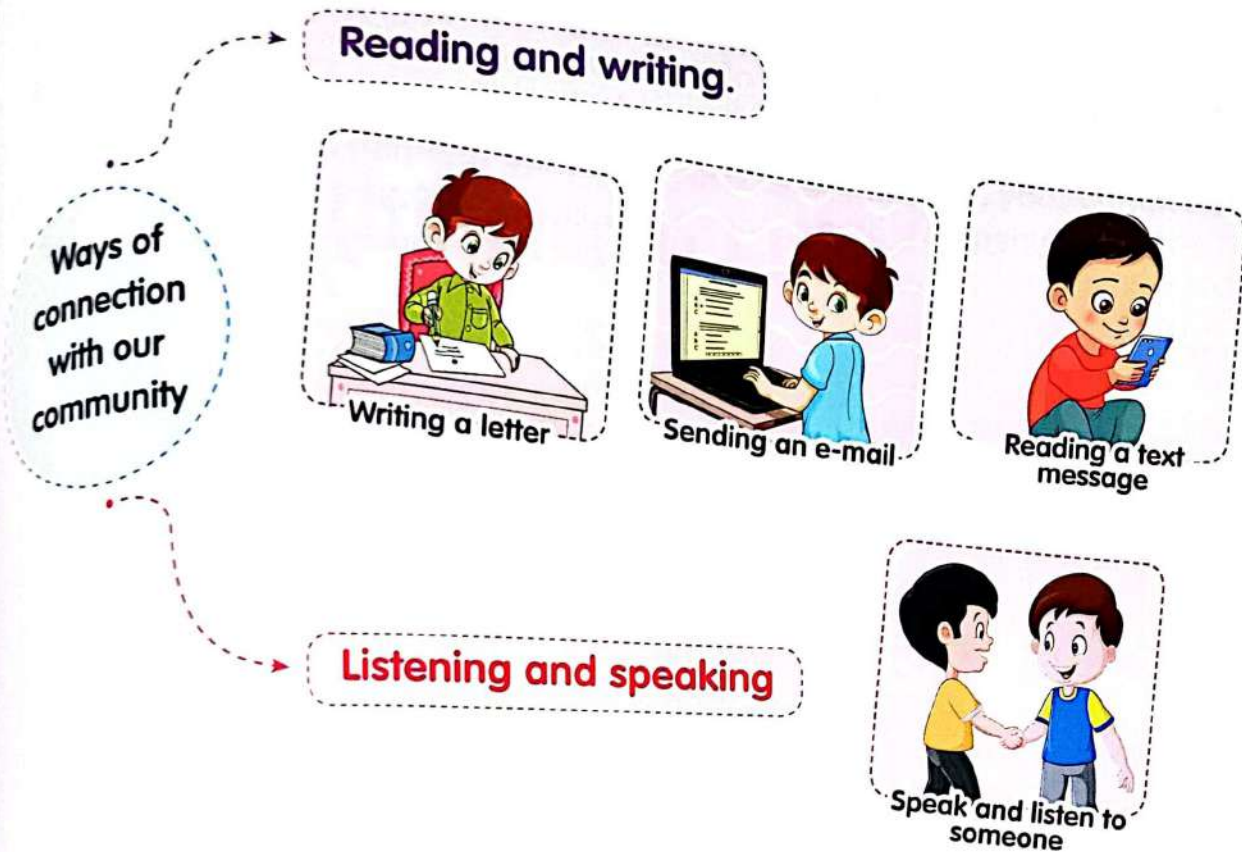 Reading and writing.
Ways of
connection
with our
community
Writing a letter
Sending an e-mail
Reading a text
message
Listening and speaking
Speak and listen to
someone